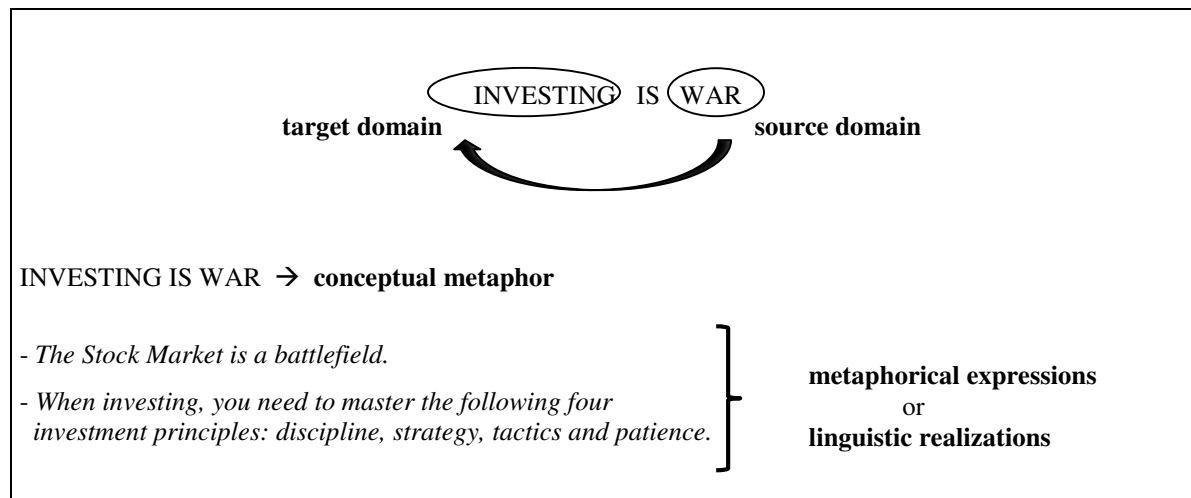 INVESTING IS WAR
target domain source domain
INVESTING IS WAR → conceptual metaphor
- The Stock Market is a battlefield.
- When investing, you need to master the following four
investment principles: discipline, strategy, tactics and patience.
metaphorical expressions
or
linguistic realizations